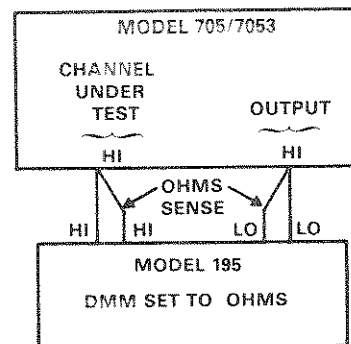 MODEL 705/7053
CHANNEL
UNDER
TEST
OUTPUT
HI
HI
OHMS
SENSE
HI
HI
LO
LO
MODEL 195
DMM SET TO OHMS